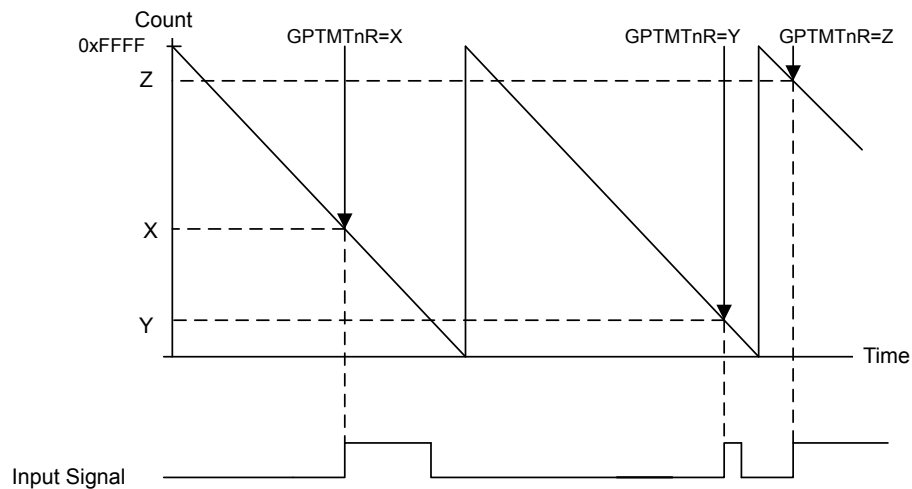 Count
0xFFFF
GPTMTnR=X
GPTMTnR=Y
GPTMTnR=Z
Z
X
Y
Time
Input Signal